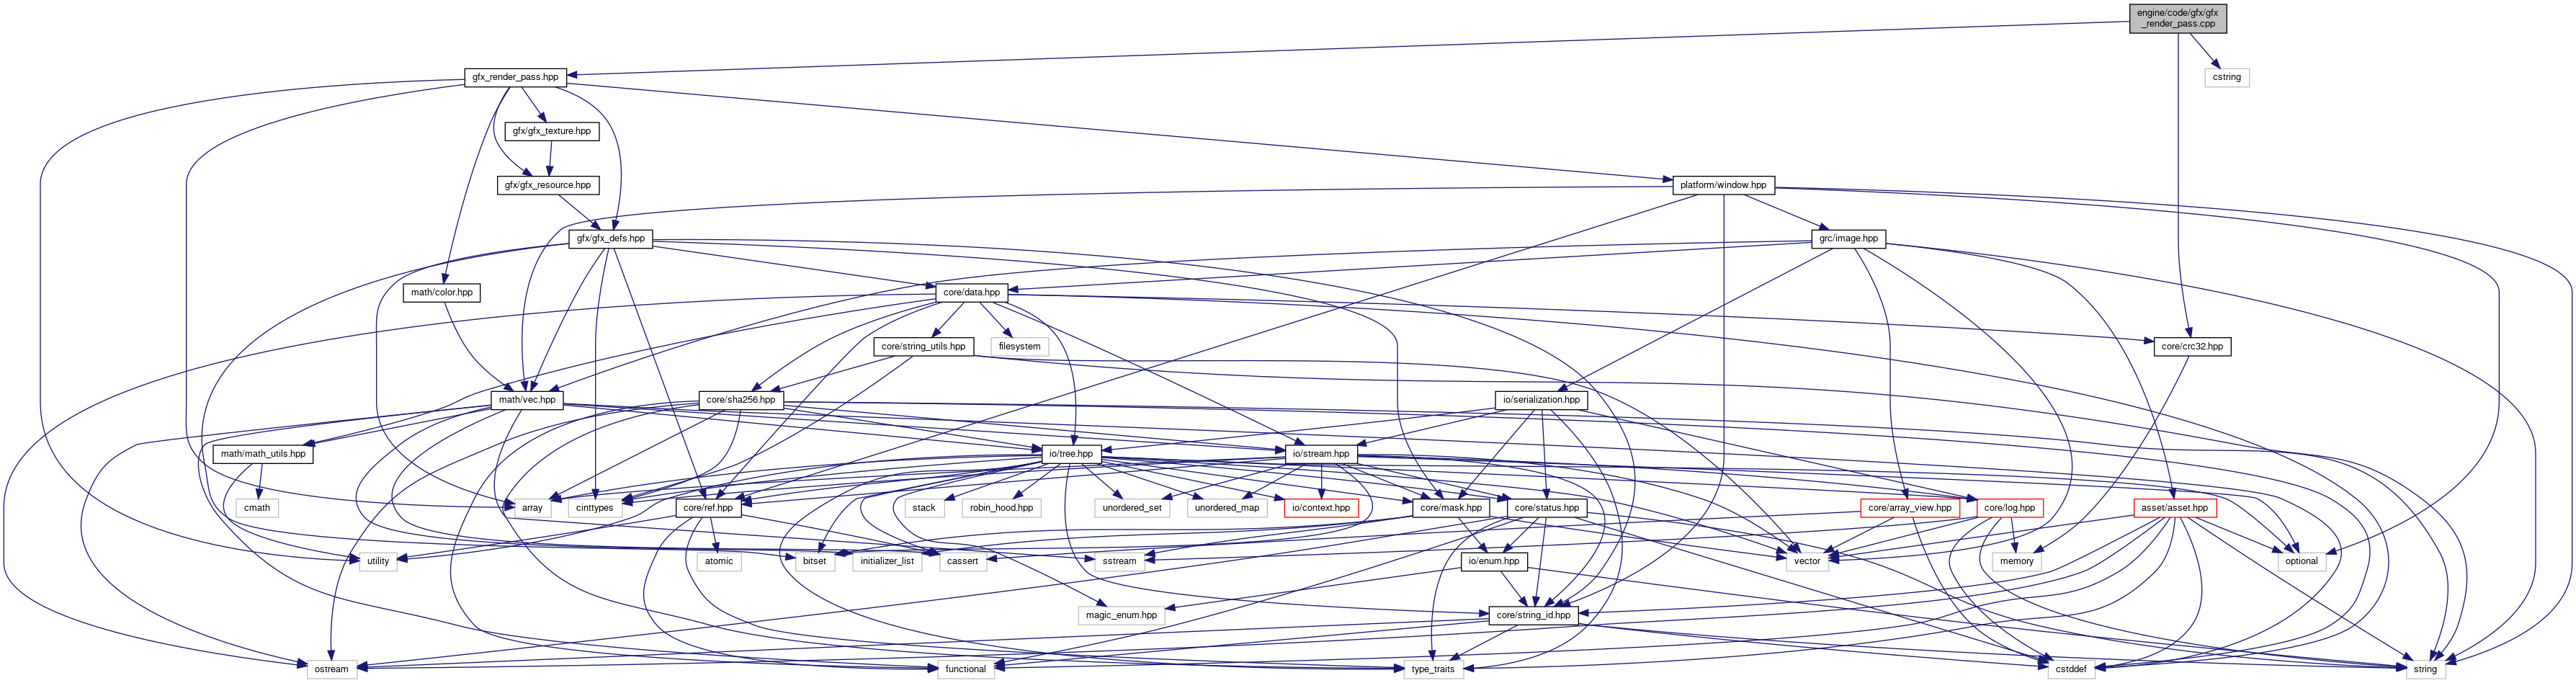 engine/code/gfx/gfx
_render_pass.cpp
gfx_render_pass.hpp
cstring
gfx/gfx_texture.hpp
gfx/gfx_resource.hpp
platform/window.hpp
gfx/gfx_defs.hpp
grc/image.hpp
math/color.hpp
core/data.hpp
core/string_utils.hpp
filesystem
core/crc32.hpp
math/vec.hpp
core/sha256.hpp
io/serialization.hpp
math/math_utils.hpp
io/tree.hpp
io/stream.hpp
cmath
array
cinttypes
core/ref.hpp
stack
robin_hood.hpp
unordered_set
unordered_map
io/context.hpp
core/mask.hpp
core/status.hpp
core/array_view.hpp
core/log.hpp
asset/asset.hpp
utility
atomic
bitset
initializer_list
cassert
sstream
io/enum.hpp
vector
memory
optional
magic_enum.hpp
core/string_id.hpp
ostream
functional
type_traits
cstddef
string